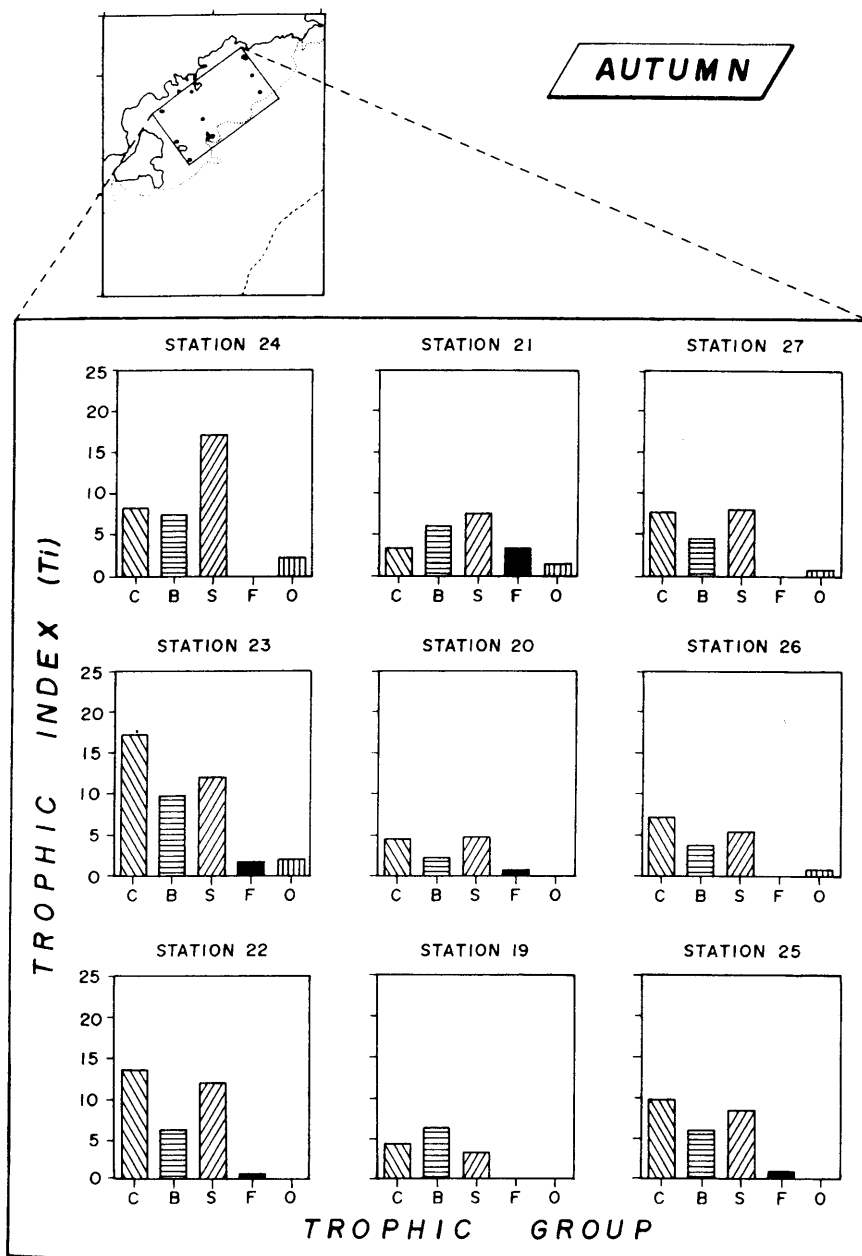 AUTUMN
TROPHIC INDEX (Ti)
STATION 24
25
20
15
10
5
0
C B S F O
STATION 21
C B S F O
STATION 27
C B S F O
STATION 23
25
20
15
10
5
0
C B S F O
STATION 20
C B S F O
STATION 26
C B S F O
STATION 22
25
20
15
10
5
0
C B S F O
STATION 19
C B S F O
STATION 25
C B S F O
TROPHIC GROUP